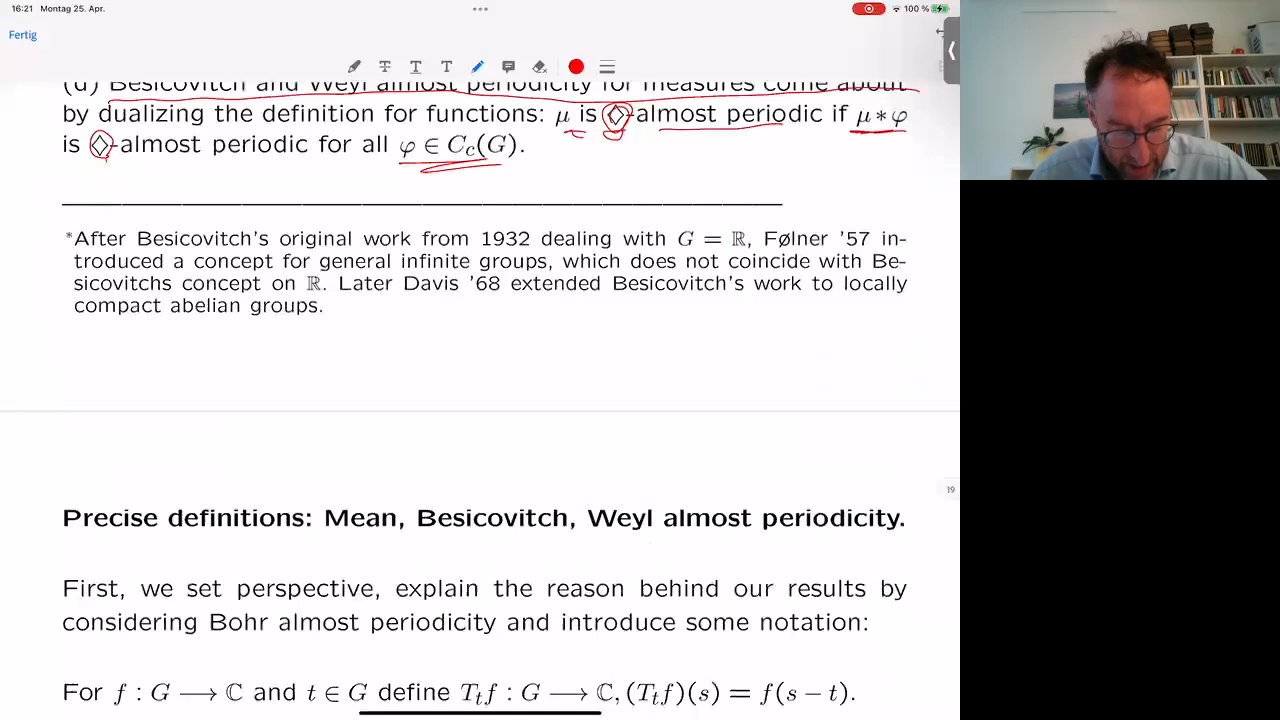 16:21 Montag 25. Apr.
100 %
Fertig
(d) Besicovitch and Weyl almost periodicity for measures come about
by dualizing the definition for functions: μ is ◇-almost periodic if μ ∗ φ
is ◇-almost periodic for all φ ∈ C_c(G).
*After Besicovitch's original work from 1932 dealing with G = ℝ, Følner '57 in-
troduced a concept for general infinite groups, which does not coincide with Be-
sicovitchs concept on ℝ. Later Davis '68 extended Besicovitch's work to locally
compact abelian groups.
19
Precise definitions: Mean, Besicovitch, Weyl almost periodicity.
First, we set perspective, explain the reason behind our results by
considering Bohr almost periodicity and introduce some notation:
For f : G ⟶ ℂ and t ∈ G define T_t f : G ⟶ ℂ, (T_t f)(s) = f(s − t).